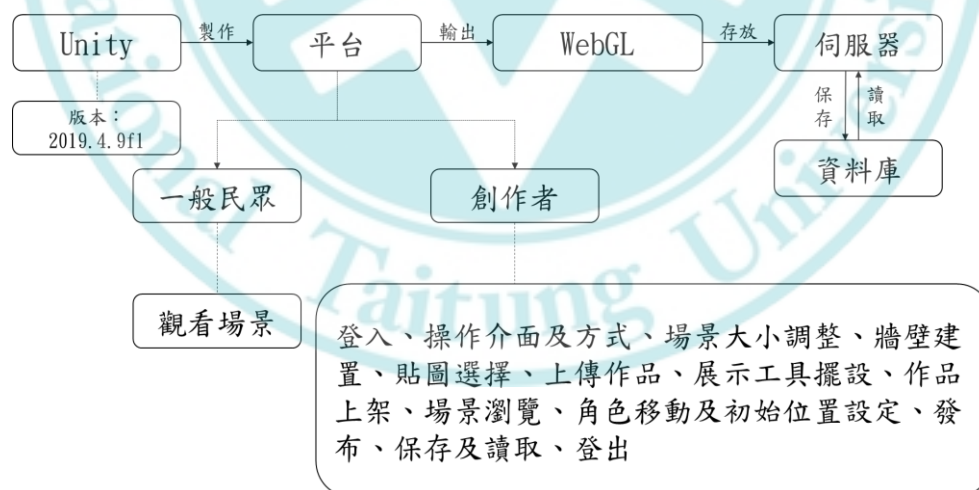 Unity
製作
平台
輸出
WebGL
存放
伺服器
版本：
2019.4.9f1
保存
讀取
資料庫
一般民眾
創作者
觀看場景
登入、操作介面及方式、場景大小調整、牆壁建
置、貼圖選擇、上傳作品、展示工具擺設、作品
上架、場景瀏覽、角色移動及初始位置設定、發
布、保存及讀取、登出
ional Taitung Universi